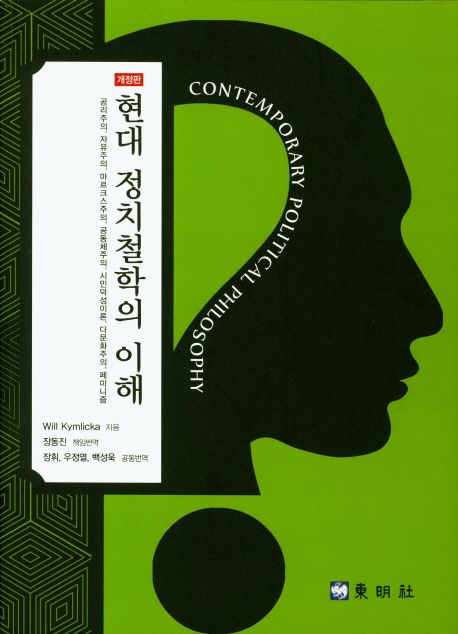 개정판
현대 정치철학의 이해
공리주의, 자유주의, 마르크스주의, 공동체주의, 시민덕성이론, 다문화주의, 페미니즘
CONTEMPORARY POLITICAL PHILOSOPHY
Will Kymlicka 지음
장동진 책임번역
장휘, 우정열, 백성욱 공동번역
東明社